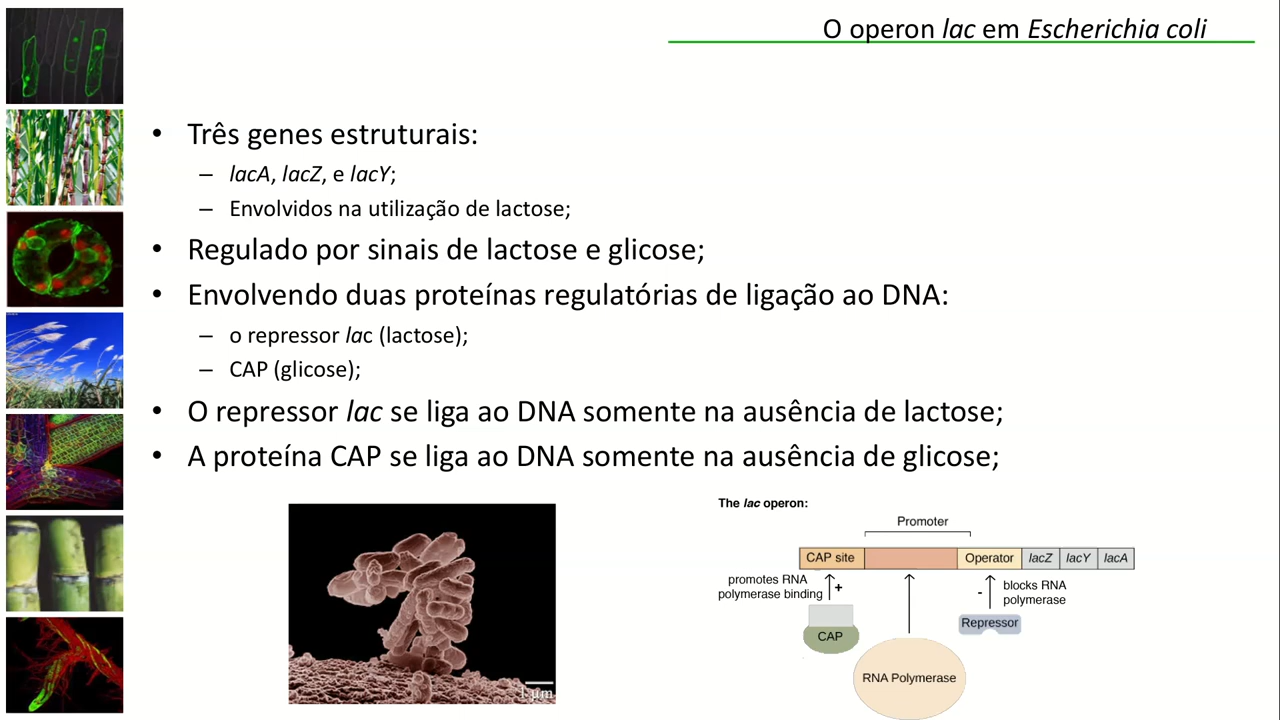 O operon lac em Escherichia coli
• Três genes estruturais:
– lacA, lacZ, e lacY;
– Envolvidos na utilização de lactose;
• Regulado por sinais de lactose e glicose;
• Envolvendo duas proteínas regulatórias de ligação ao DNA:
– o repressor lac (lactose);
– CAP (glicose);
• O repressor lac se liga ao DNA somente na ausência de lactose;
• A proteína CAP se liga ao DNA somente na ausência de glicose;
1 µm
The lac operon:
Promoter
CAP site Operator lacZ lacY lacA
promotes RNA
polymerase binding
+
-
blocks RNA
polymerase
CAP
Repressor
RNA Polymerase